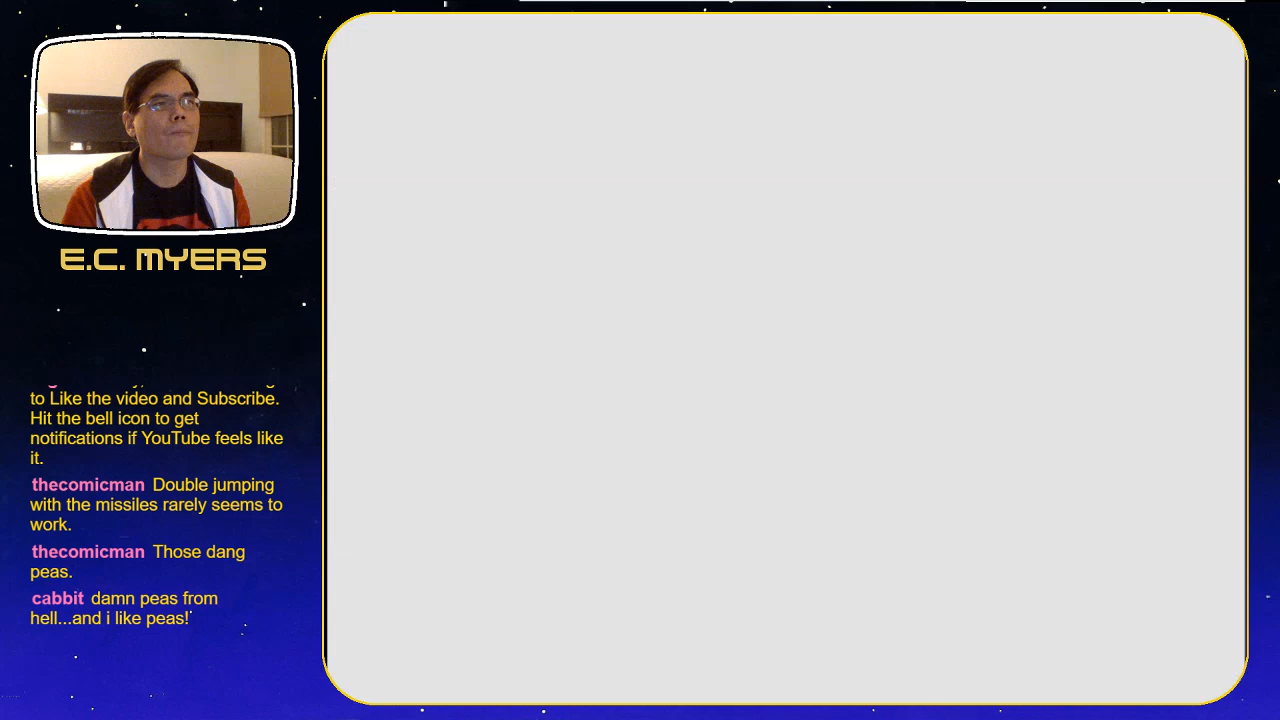 E.C. MYERS
to Like the video and Subscribe.
Hit the bell icon to get
notifications if YouTube feels like
it.
thecomicman Double jumping
with the missiles rarely seems to
work.
thecomicman Those dang
peas.
cabbit damn peas from
hell...and i like peas!